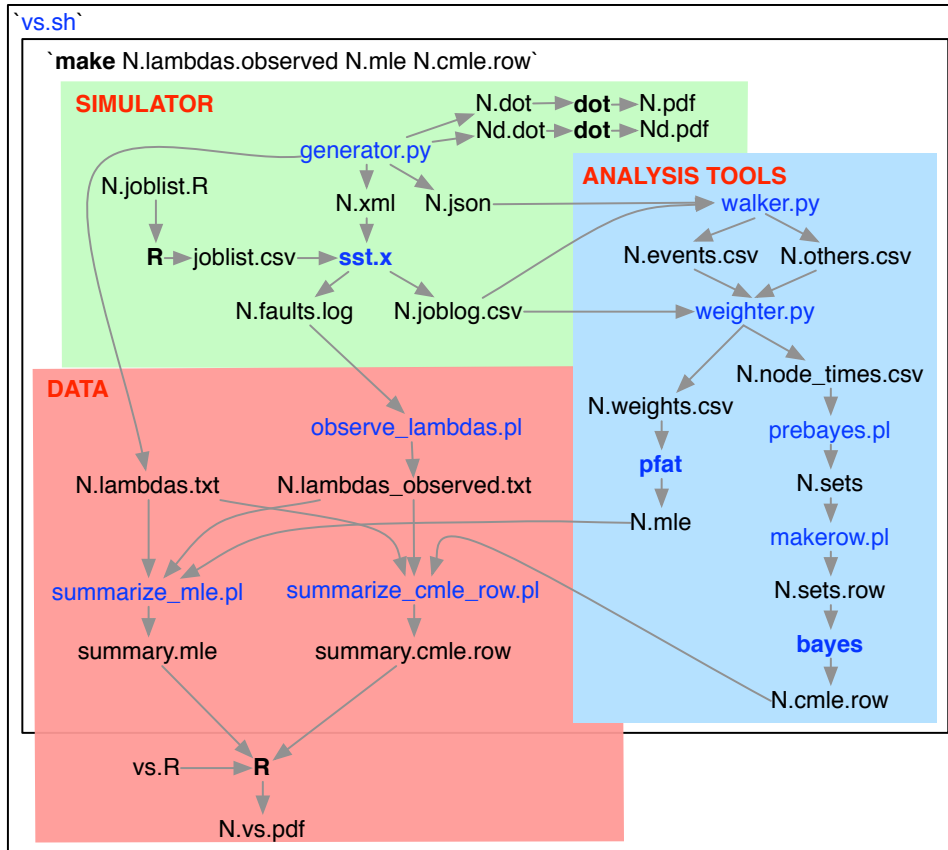 `vs.sh`
`make N.lambdas.observed N.mle N.cmle.row`
SIMULATOR
N.dot dot N.pdf
Nd.dot dot Nd.pdf
generator.py
N.joblist.R
N.xml
N.json
R
joblist.csv
sst.x
N.faults.log
N.joblog.csv
ANALYSIS TOOLS
walker.py
N.events.csv
N.others.csv
weighter.py
N.node_times.csv
N.weights.csv
prebayes.pl
pfat
N.sets
N.mle
makerow.pl
N.sets.row
bayes
N.cmle.row
DATA
observe_lambdas.pl
N.lambdas.txt
N.lambdas_observed.txt
summarize_mle.pl
summarize_cmle_row.pl
summary.mle
summary.cmle.row
vs.R
R
N.vs.pdf